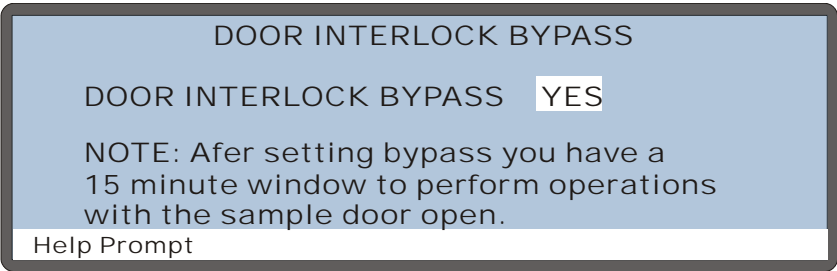 DOOR INTERLOCK BYPASS
DOOR INTERLOCK BYPASS YES
NOTE: Afer setting bypass you have a
15 minute window to perform operations
with the sample door open.
Help Prompt